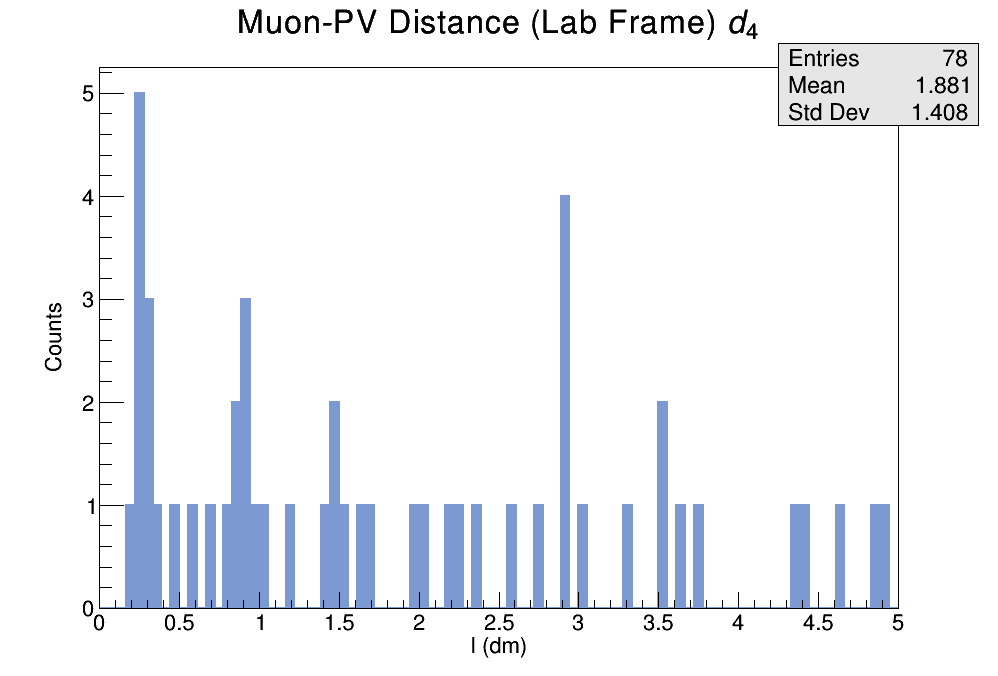 Muon-PV Distance (Lab Frame) d4
Entries 78
Mean 1.881
Std Dev 1.408
5
4
3
2
1
0
Counts
0 0.5 1 1.5 2 2.5 3 3.5 4 4.5 5
l (dm)